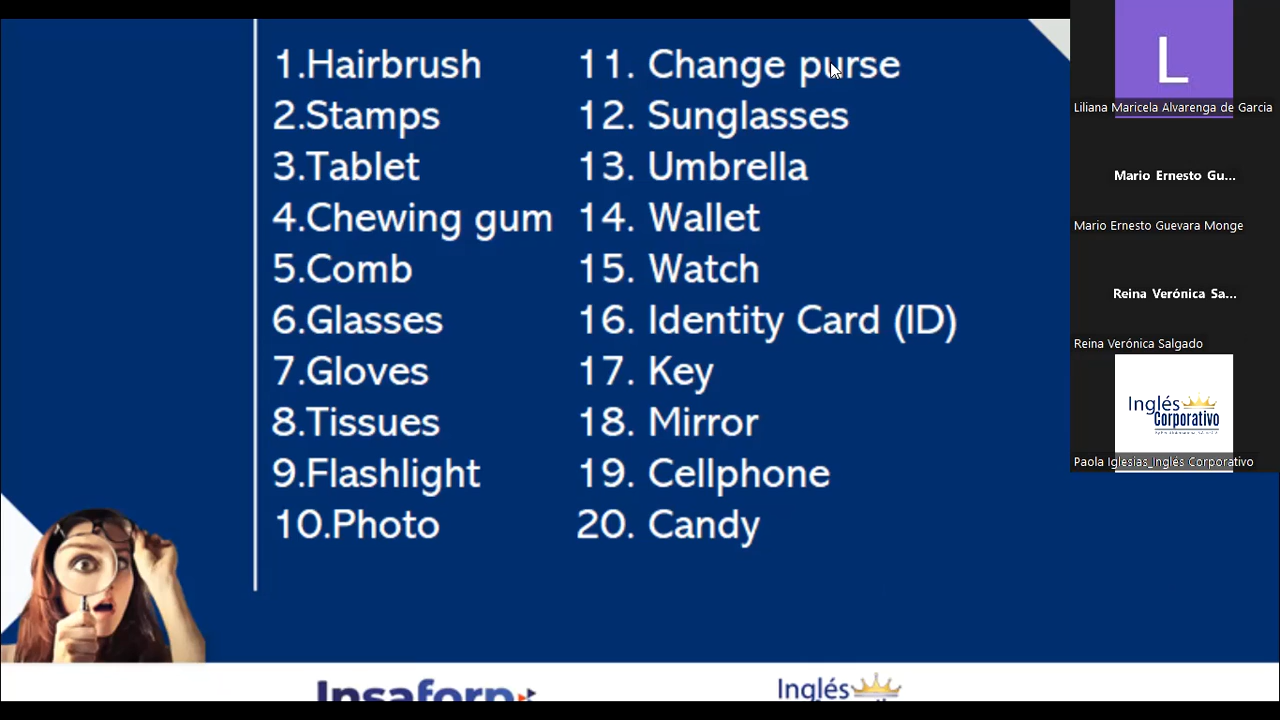 1.Hairbrush
2.Stamps
3.Tablet
4.Chewing gum
5.Comb
6.Glasses
7.Gloves
8.Tissues
9.Flashlight
10.Photo
11. Change purse
12. Sunglasses
13. Umbrella
14. Wallet
15. Watch
16. Identity Card (ID)
17. Key
18. Mirror
19. Cellphone
20. Candy
L
Liliana Maricela Alvarenga de Garcia
Mario Ernesto Gu...
Mario Ernesto Guevara Monge
Reina Verónica Sa...
Reina Verónica Salgado
Inglés
Corporativo
Paola Iglesias_Inglés Corporativo
Insaforp
Inglés